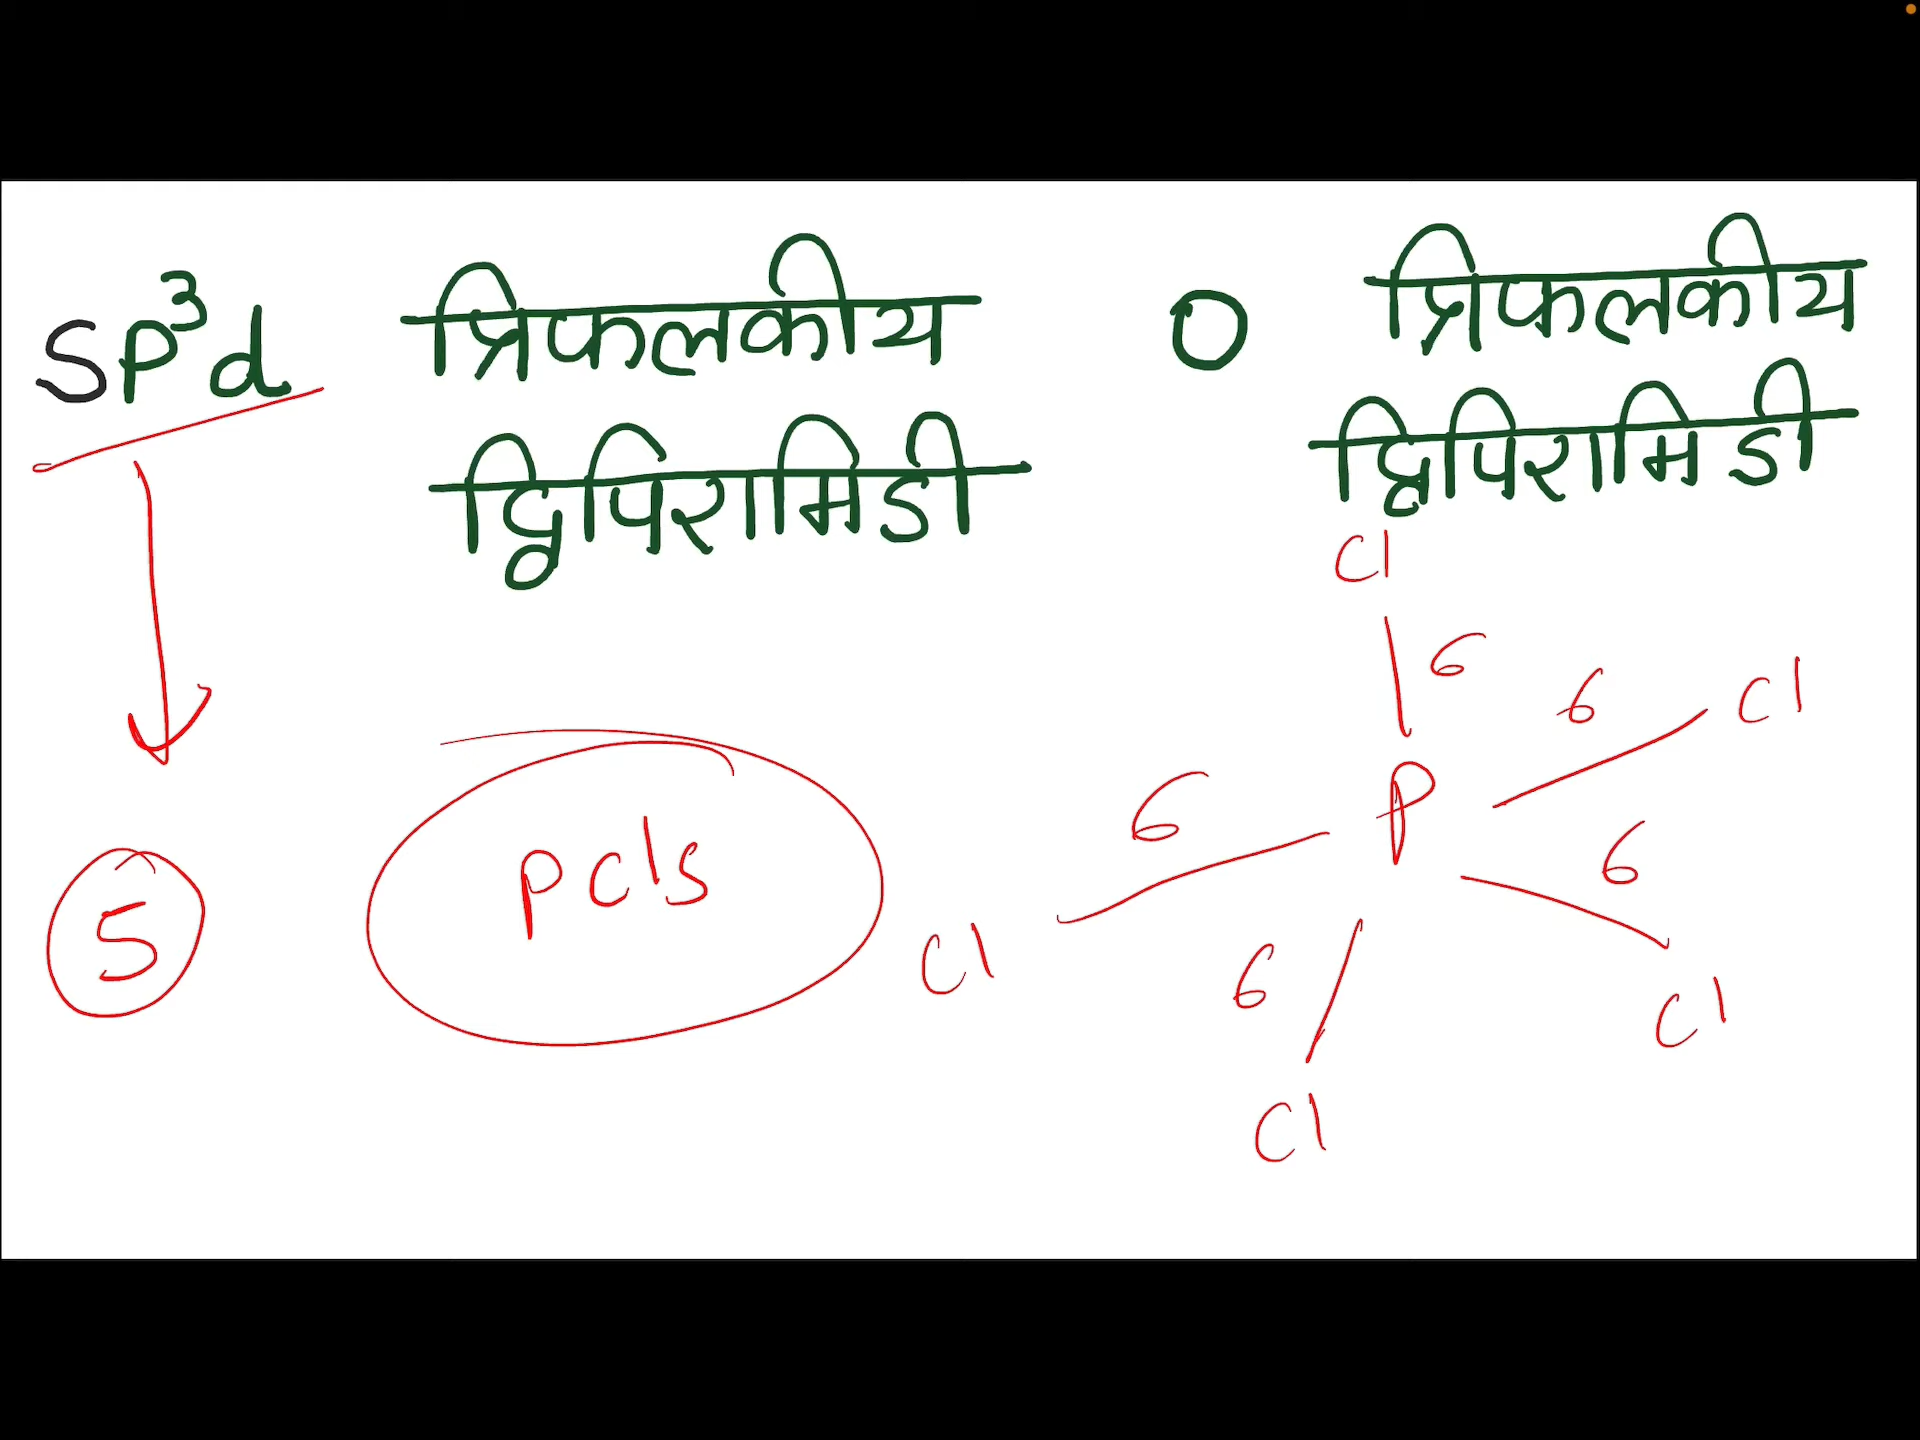 SP³d त्रिफलकीय 0 त्रिफलकीय
द्विपिरामिडी द्विपिरामिडी
Cl
6 6 Cl
6 P
PCl5 6
5 Cl 6 Cl
Cl